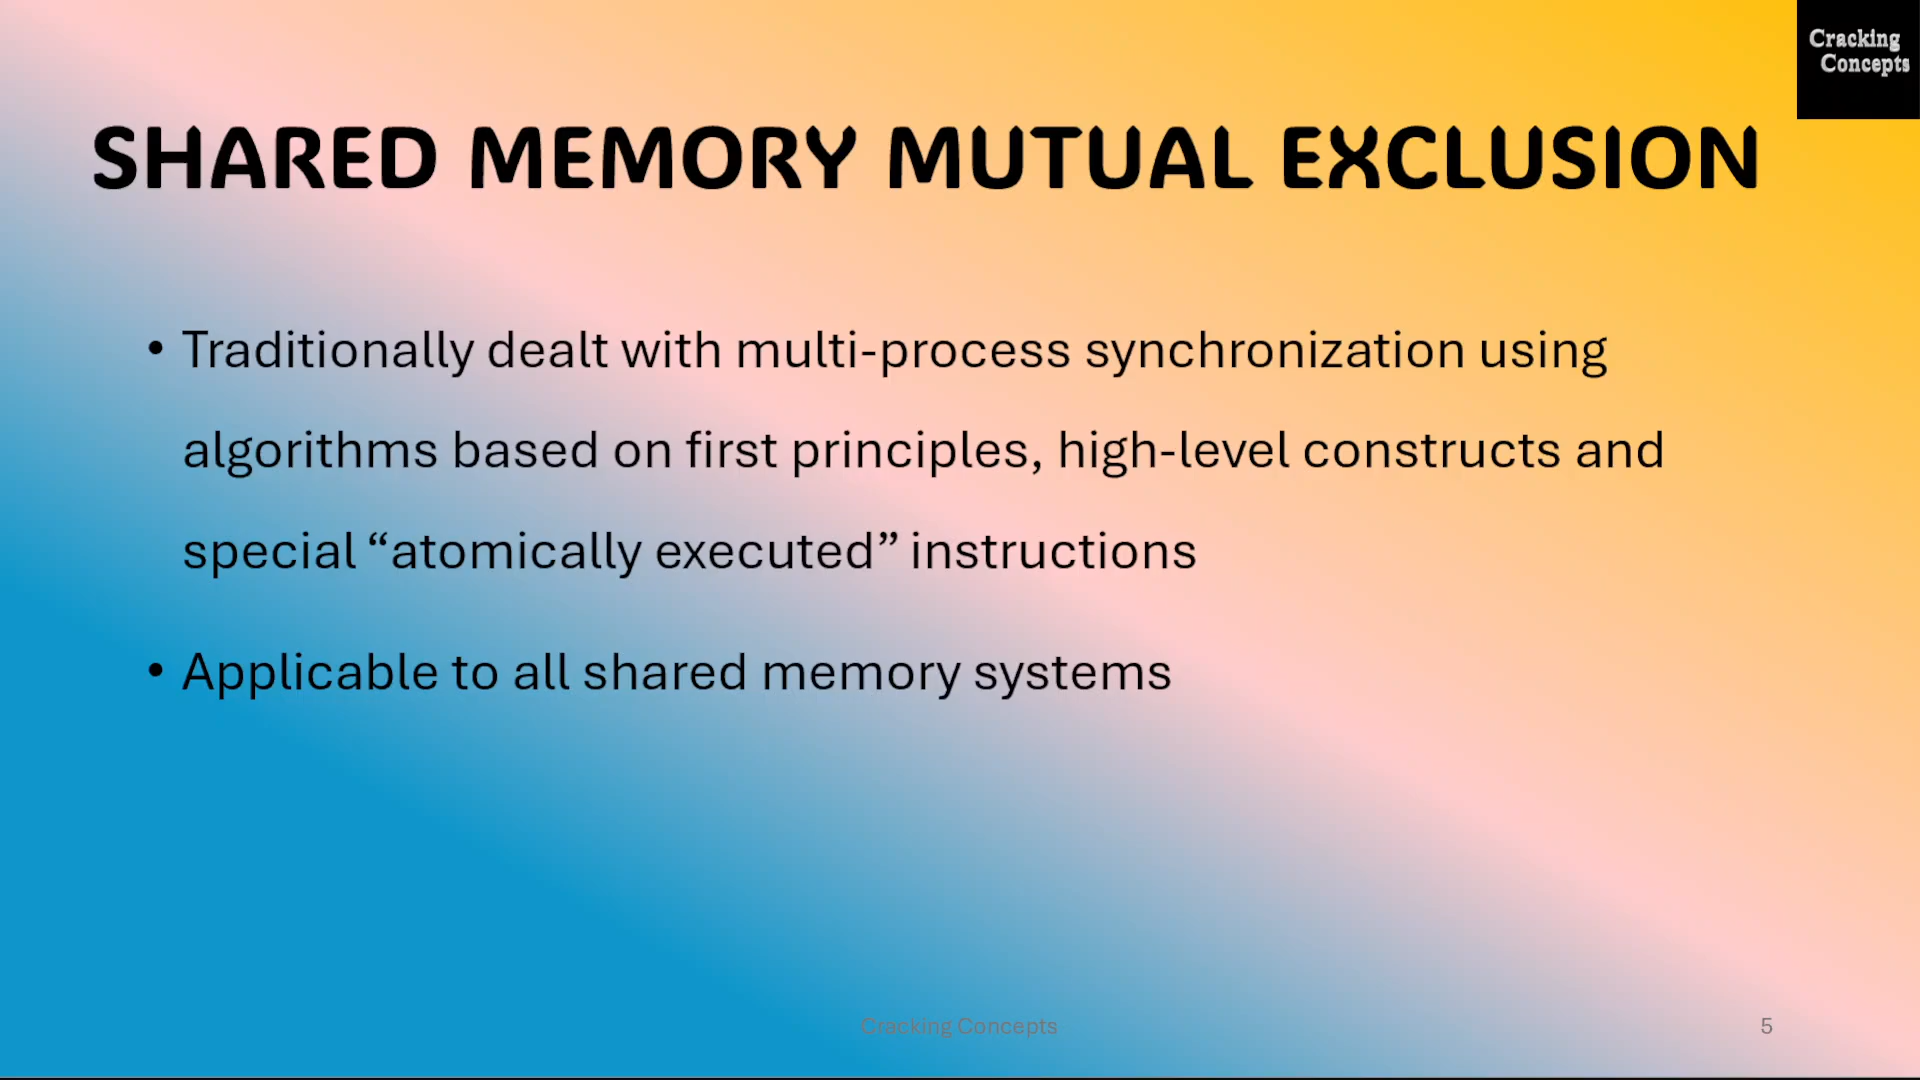 Cracking
Concepts
SHARED MEMORY MUTUAL EXCLUSION
• Traditionally dealt with multi-process synchronization using
algorithms based on first principles, high-level constructs and
special “atomically executed” instructions
• Applicable to all shared memory systems
Cracking Concepts
5